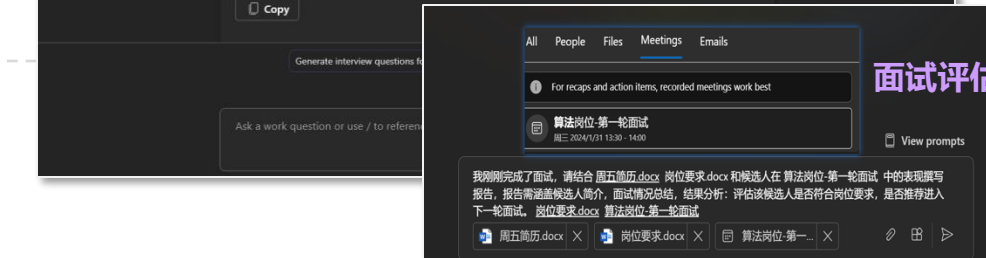 Copy
Generate interview questions fo
Ask a work question or use / to referen
All People Files Meetings Emails
For recaps and action items, recorded meetings work best
算法岗位-第一轮面试
周三 2024/1/31 13:30 - 14:00
面试评估
View prompts
我刚刚完成了面试，请结合 周五简历.docx 岗位要求.docx 和候选人在 算法岗位-第一轮面试 中的表现撰写
报告，报告需涵盖候选人简介，面试情况总结，结果分析：评估该候选人是否符合岗位要求，是否推荐进入
下一轮面试。 岗位要求.docx 算法岗位-第一轮面试
周五简历.docx 岗位要求.docx 算法岗位-第一...